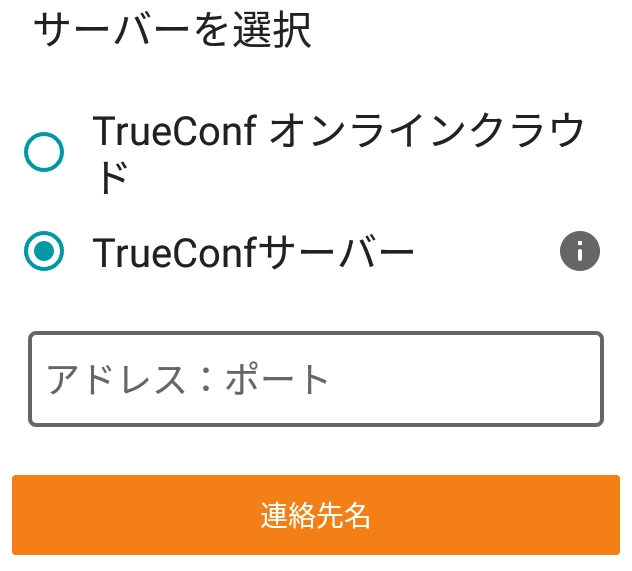 サーバーを選択
TrueConf オンラインクラウ
ド
TrueConfサーバー
アドレス：ポート
連絡先名